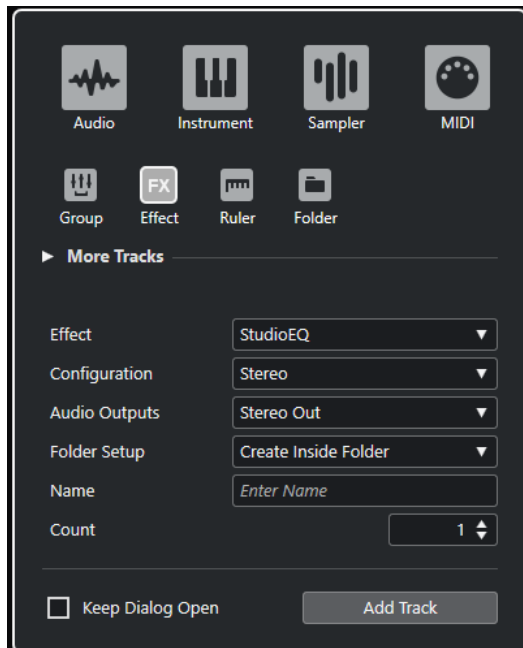 Audio Instrument Sampler MIDI
FX
Group Effect Ruler Folder
More Tracks
Effect StudioEQ
Configuration Stereo
Audio Outputs Stereo Out
Folder Setup Create Inside Folder
Name Enter Name
Count 1
Keep Dialog Open Add Track